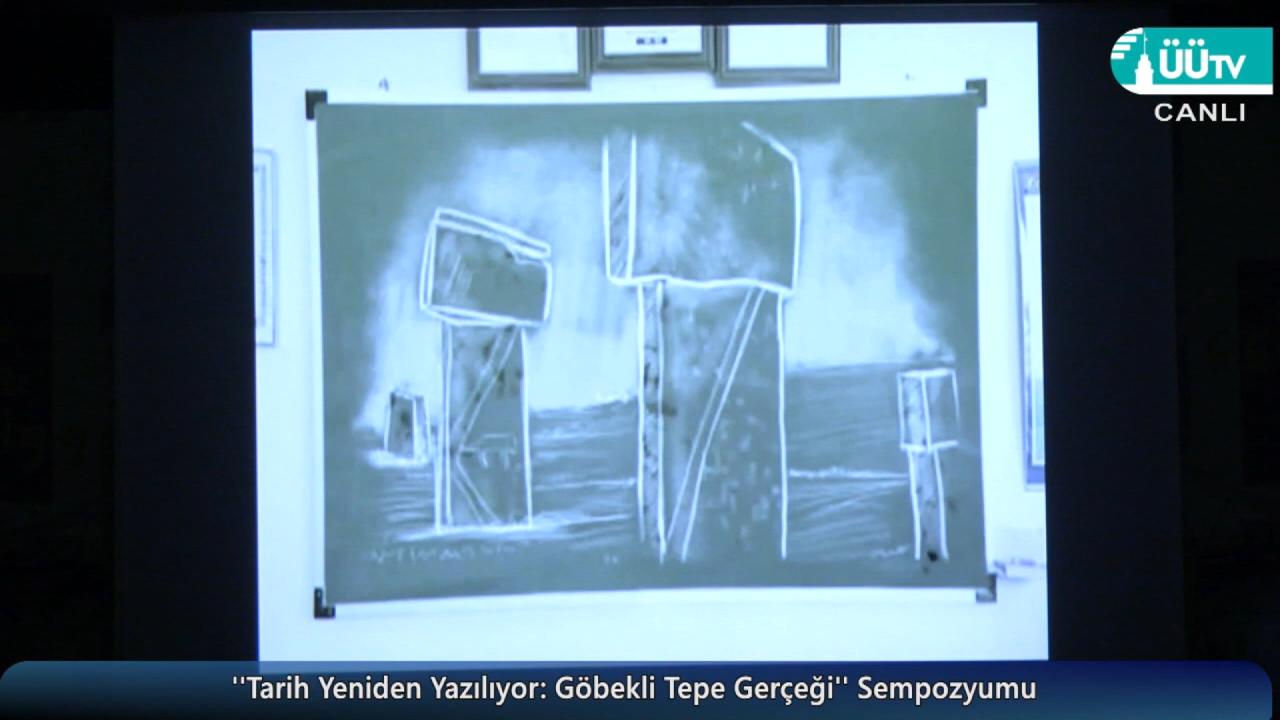 ÜÜTV
CANLI
"Tarih Yeniden Yazılıyor: Göbekli Tepe Gerçeği" Sempozyumu